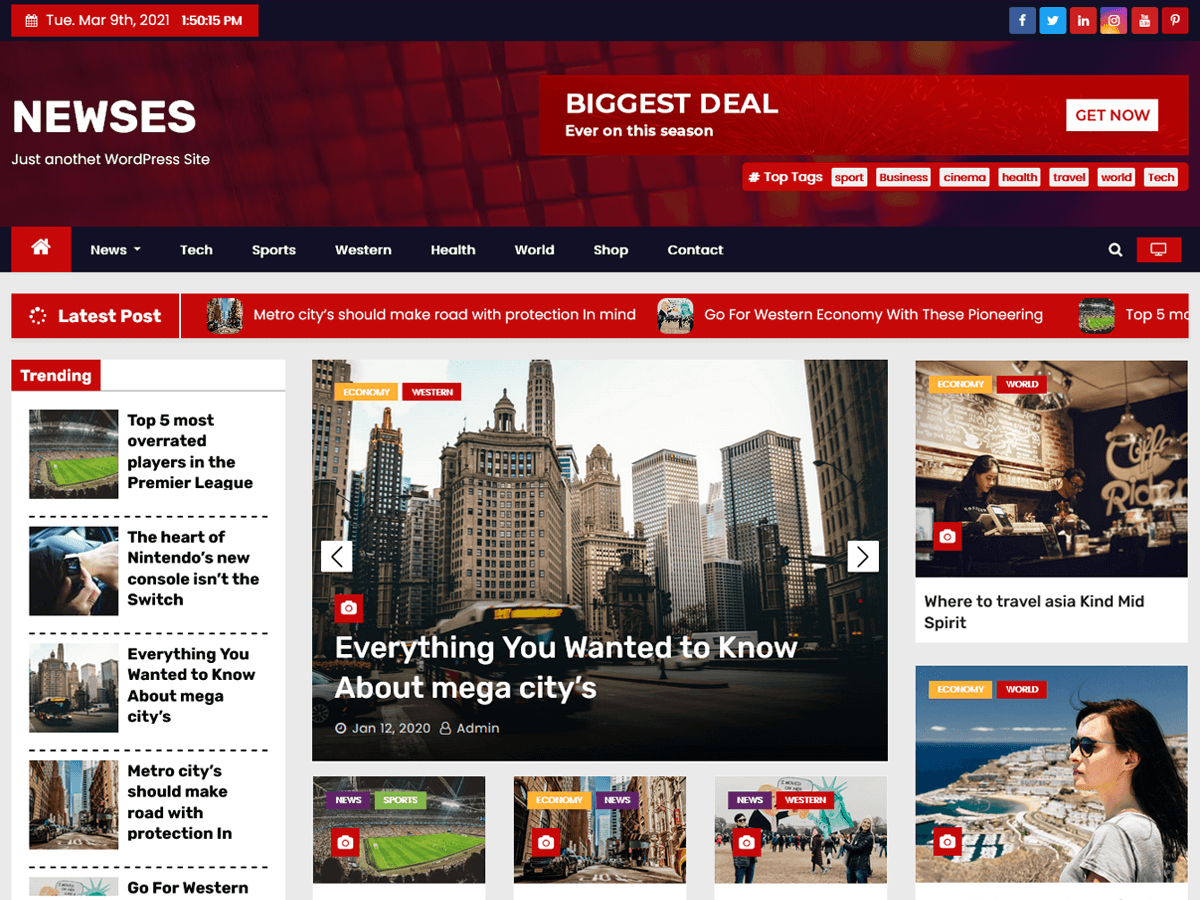 Tue. Mar 9th, 2021 1:50:15 PM
NEWSES
Just anothet WordPress Site
BIGGEST DEAL
Ever on this season
GET NOW
# Top Tags sport Business cinema health travel world Tech
News Tech Sports Western Health World Shop Contact
Latest Post
Metro city's should make road with protection In mind
Go For Western Economy With These Pioneering
Top 5 mo
Trending
Top 5 most
overrated
players in the
Premier League
The heart of
Nintendo's new
console isn't the
Switch
Everything You
Wanted to Know
About mega
city's
Metro city's
should make
road with
protection In
Go For Western
ECONOMY WESTERN
Everything You Wanted to Know
About mega city's
Jan 12, 2020 Admin
NEWS SPORTS
ECONOMY NEWS
NEWS WESTERN
ECONOMY WORLD
Coffee
Rider
Where to travel asia Kind Mid
Spirit
ECONOMY WORLD